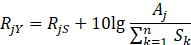 R_{jY} = R_{jS} + 10lg \frac{A_j}{\sum_{k=1}^{n} S_k}